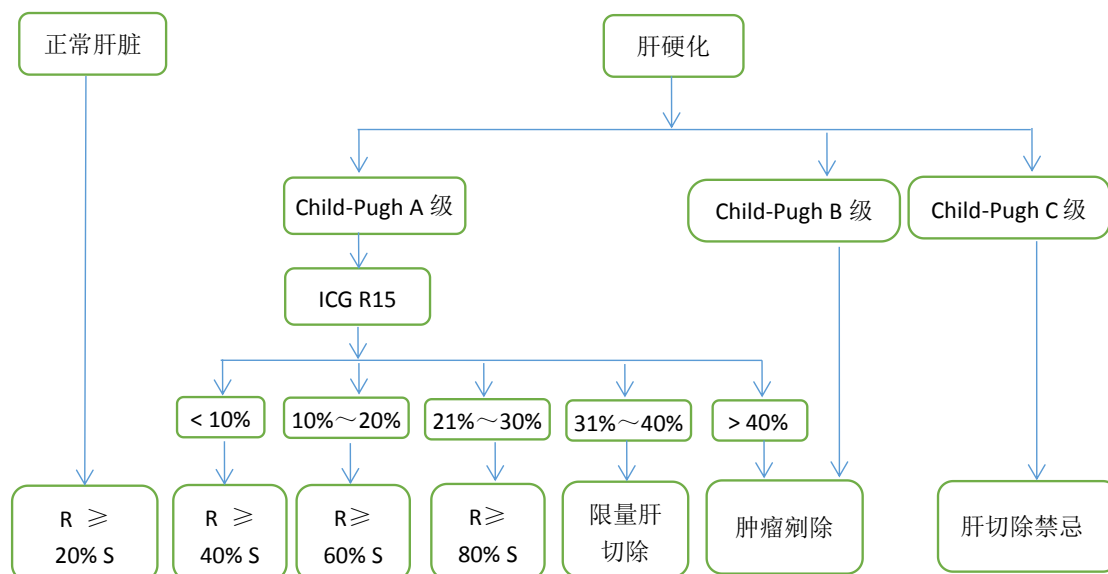 正常肝脏
肝硬化
Child-Pugh A 级
Child-Pugh B 级
Child-Pugh C 级
ICG R15
< 10%
10%～20%
21%～30%
31%～40%
> 40%
R ≥
20% S
R ≥
40% S
R≥
60% S
R≥
80% S
限量肝
切除
肿瘤剜除
肝切除禁忌